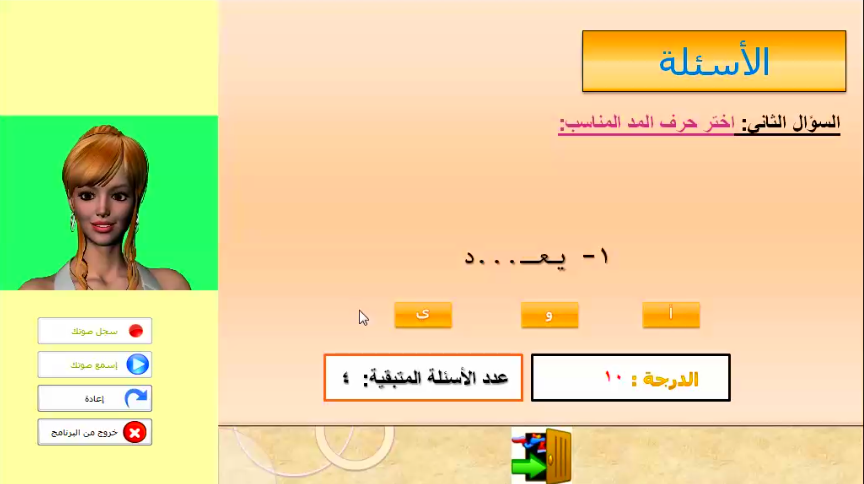 الأسئلة
السؤال الثاني: اختر حرف المد المناسب:
١- يـعــ...د
أ
و
ى
الدرجة : ١٠
عدد الأسئلة المتبقية: ٤
سجل صوتك
إسمع صوتك
إعادة
خروج من البرنامج